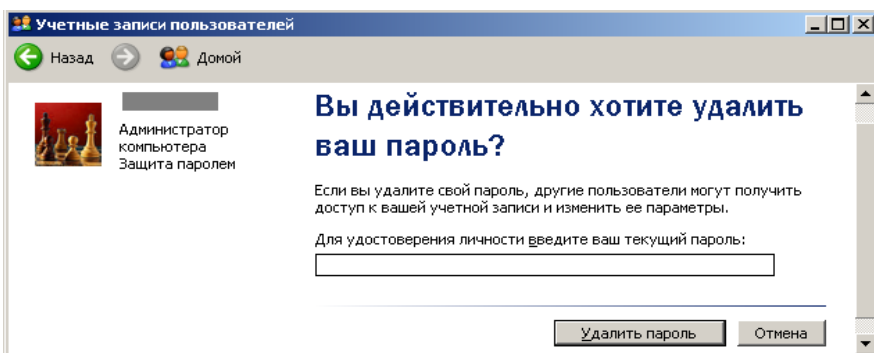 Учетные записи пользователей
Назад
Домой
Администратор
компьютера
Защита паролем
Вы действительно хотите удалить
ваш пароль?
Если вы удалите свой пароль, другие пользователи могут получить
доступ к вашей учетной записи и изменить ее параметры.
Для удостоверения личности введите ваш текущий пароль:
Удалить пароль
Отмена